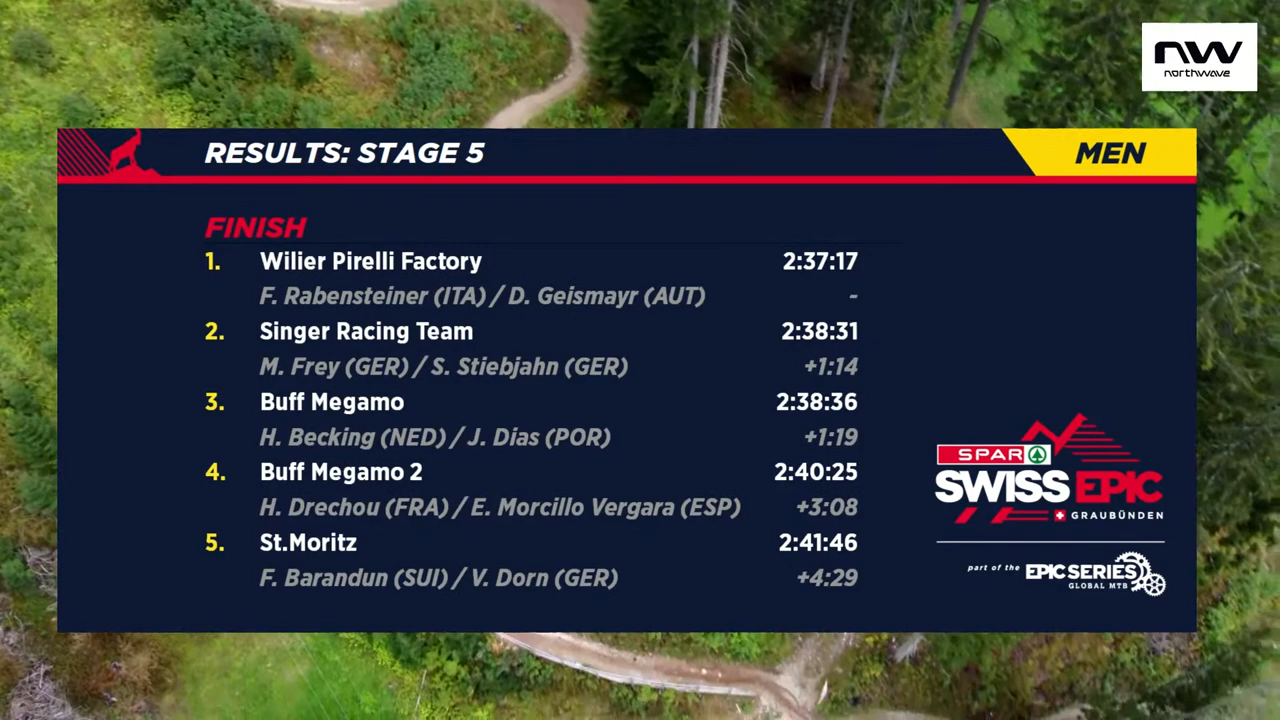 nw
northwave
RESULTS: STAGE 5
MEN
FINISH
1. Wilier Pirelli Factory 2:37:17
F. Rabensteiner (ITA) / D. Geismayr (AUT) -
2. Singer Racing Team 2:38:31
M. Frey (GER) / S. Stiebjahn (GER) +1:14
3. Buff Megamo 2:38:36
H. Becking (NED) / J. Dias (POR) +1:19
4. Buff Megamo 2 2:40:25
H. Drechou (FRA) / E. Morcillo Vergara (ESP) +3:08
5. St.Moritz 2:41:46
F. Barandun (SUI) / V. Dorn (GER) +4:29
SPAR
SWISS EPIC
GRAUBÜNDEN
part of the EPIC SERIES
GLOBAL MTB